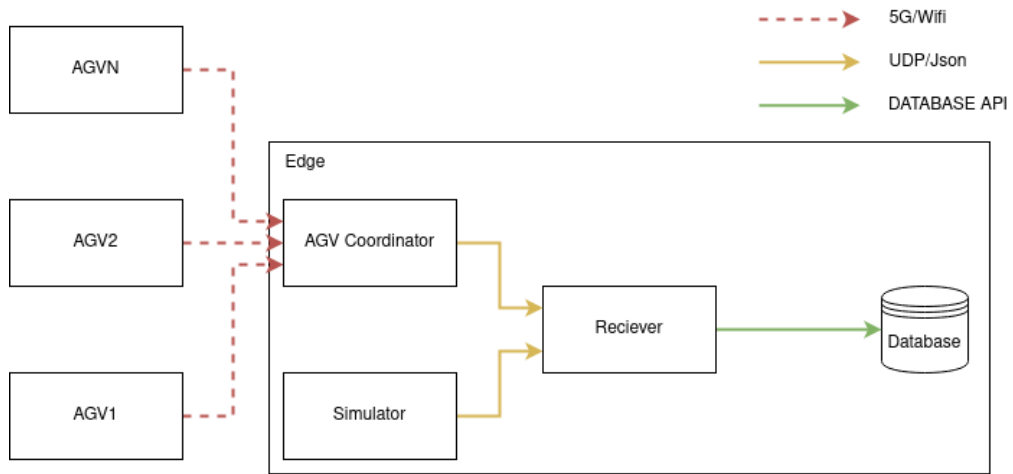 5G/Wifi
AGVN
UDP/Json
DATABASE API
Edge
AGV2
AGV Coordinator
Reciever
Database
AGV1
Simulator